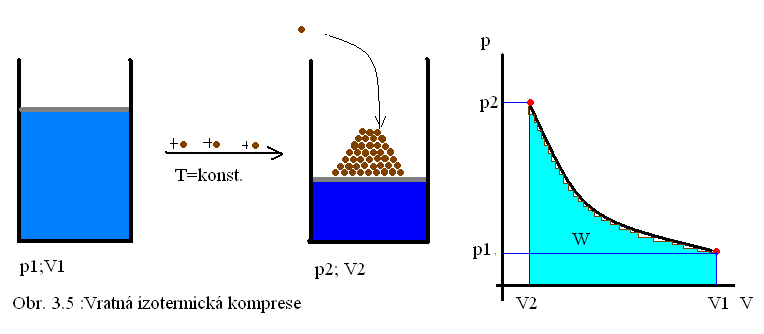 p
p2
+ + +
T=konst.
W
p1
p1;V1
p2; V2
V2 V1 V
Obr. 3.5 :Vratná izotermická komprese